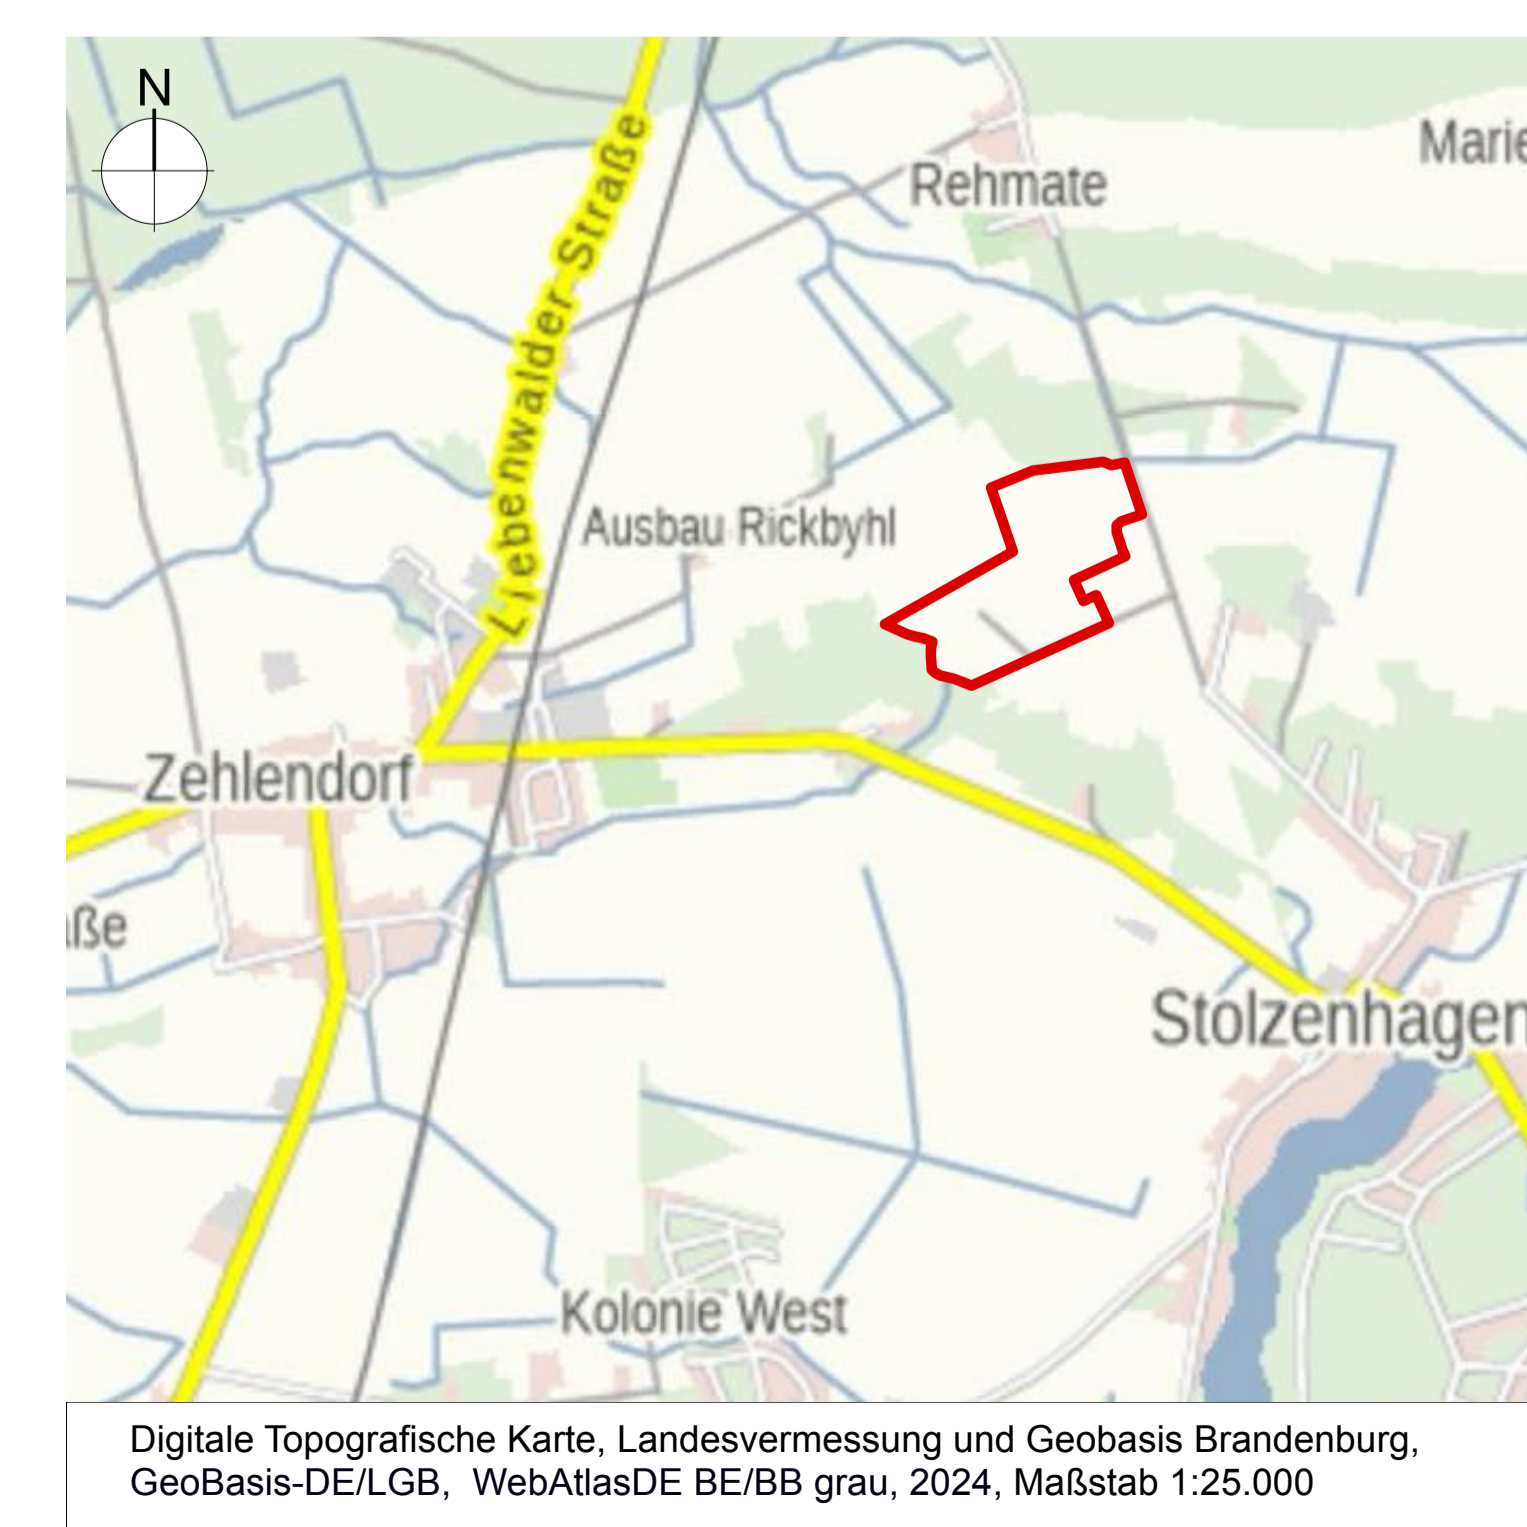 N
Liebenwalder Straße
Rehmate
Marie
Ausbau Rickbyhl
Zehlendorf
ße
Stolzenhagen
Kolonie West
Digitale Topografische Karte, Landesvermessung und Geobasis Brandenburg,
GeoBasis-DE/LGB, WebAtlasDE BE/BB grau, 2024, Maßstab 1:25.000